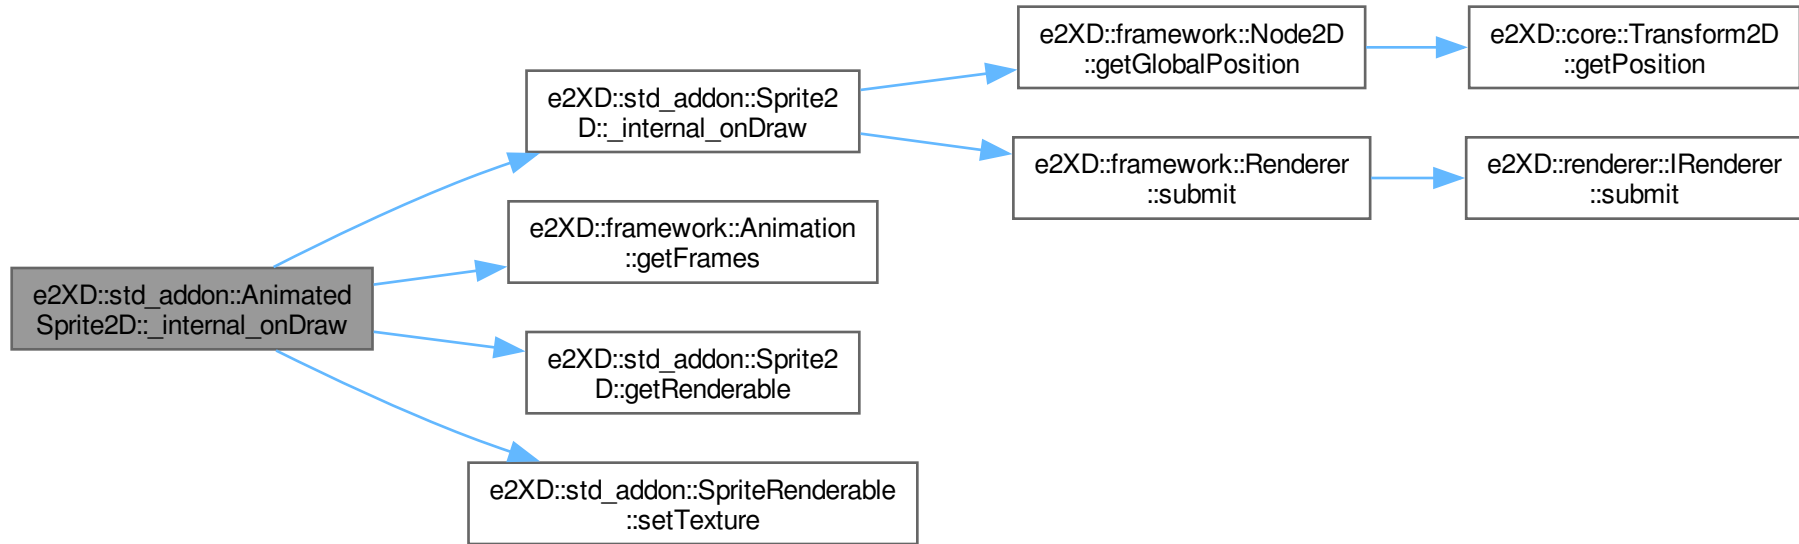 e2XD::std_addon::Animated
Sprite2D::_internal_onDraw
e2XD::std_addon::Sprite2
D::_internal_onDraw
e2XD::framework::Node2D
::getGlobalPosition
e2XD::core::Transform2D
::getPosition
e2XD::framework::Renderer
::submit
e2XD::renderer::IRenderer
::submit
e2XD::framework::Animation
::getFrames
e2XD::std_addon::Sprite2
D::getRenderable
e2XD::std_addon::SpriteRenderable
::setTexture